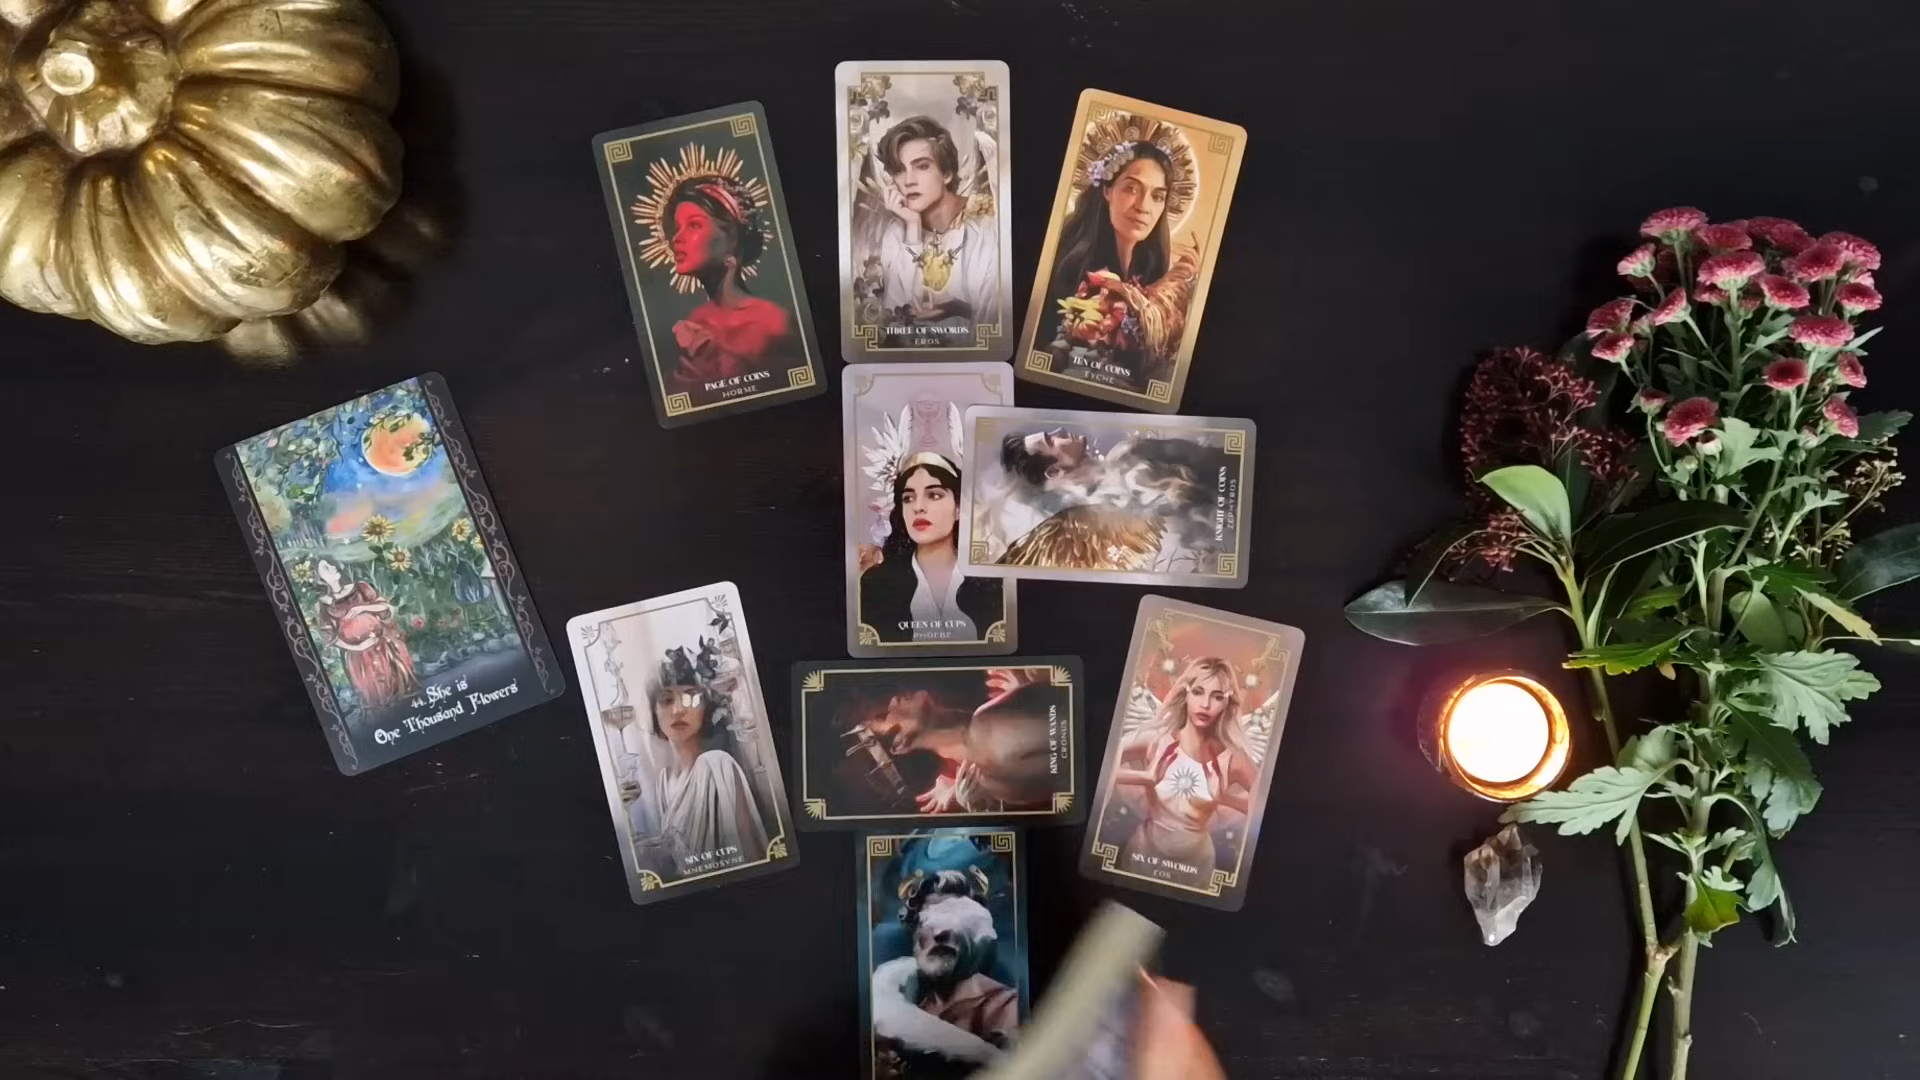 THREE OF SWORDS
EROS
PAGE OF COINS
HORME
TEN OF COINS
TYCHE
KNIGHT OF COINS
ZEPHYROS
QUEEN OF CUPS
PHOEBE
44. She is
One Thousand Flowers
KING OF WANDS
CRONUS
SIX OF CUPS
MNEMOSYNE
SIX OF SWORDS
EOS